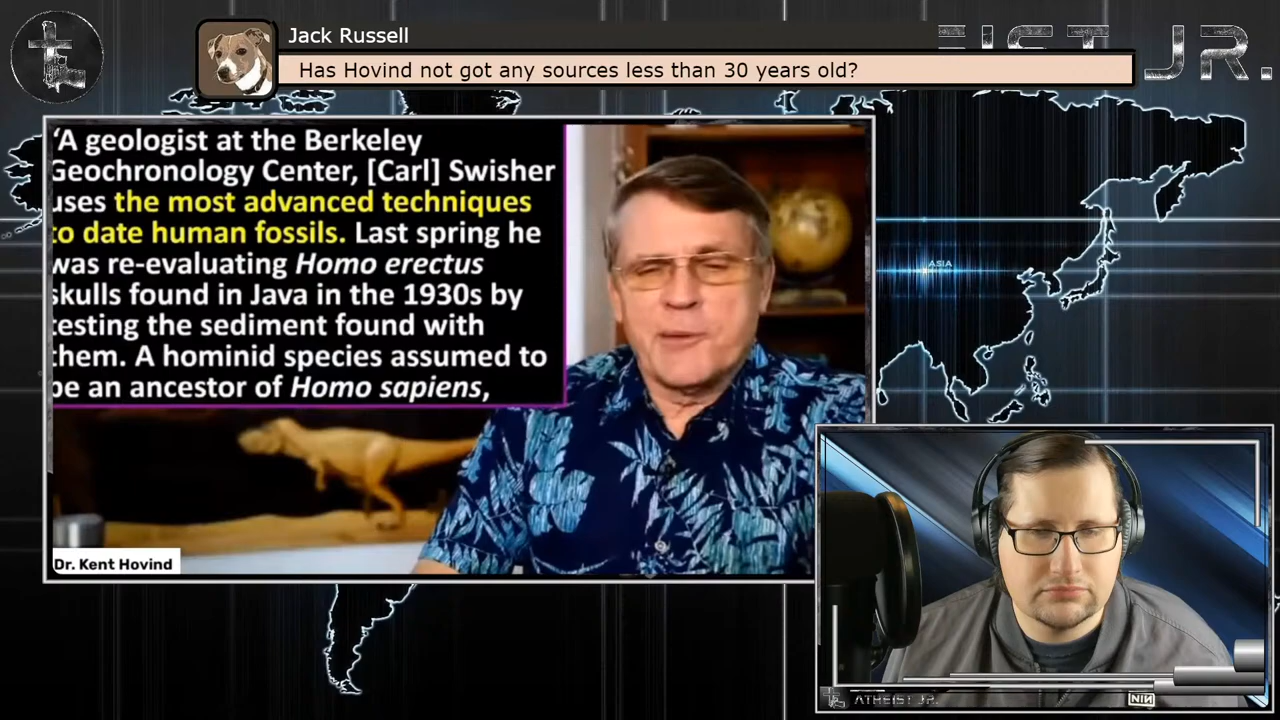 Jack Russell
Has Hovind not got any sources less than 30 years old?
EIST JR.
'A geologist at the Berkeley
Geochronology Center, [Carl] Swisher
uses the most advanced techniques
to date human fossils. Last spring he
was re-evaluating Homo erectus
skulls found in Java in the 1930s by
testing the sediment found with
them. A hominid species assumed to
be an ancestor of Homo sapiens,
ASIA
Dr. Kent Hovind
ATHEIST JR.